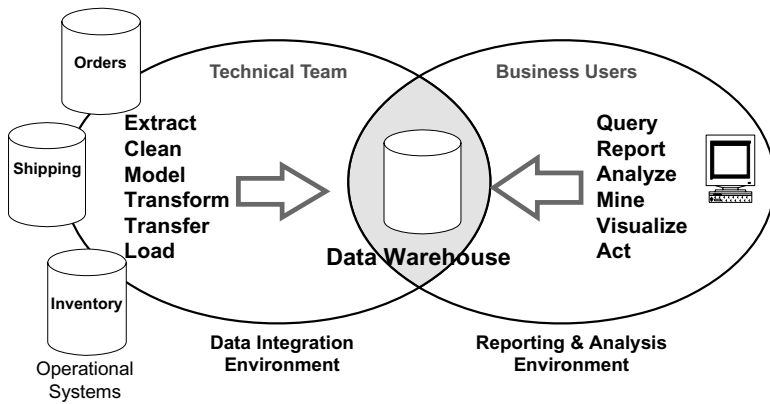 Orders
Technical Team
Business Users
Extract
Clean
Model
Transform
Transfer
Load
Shipping
Query
Report
Analyze
Mine
Visualize
Act
Data Warehouse
Inventory
Data Integration
Environment
Reporting & Analysis
Environment
Operational
Systems